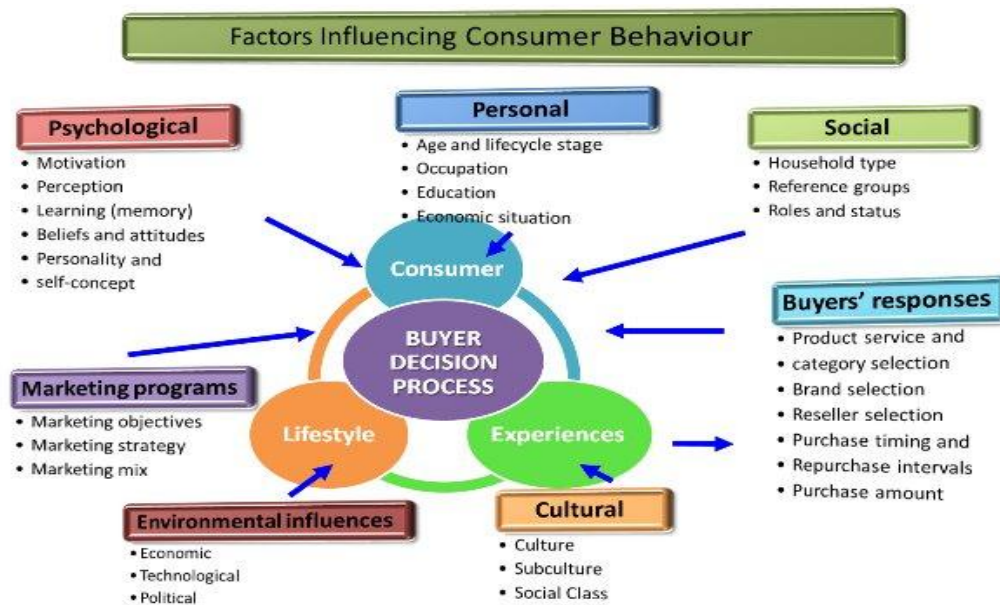 Factors Influencing Consumer Behaviour
Psychological
• Motivation
• Perception
• Learning (memory)
• Beliefs and attitudes
• Personality and
• self-concept
Personal
• Age and lifecycle stage
• Occupation
• Education
• Economic situation
Social
• Household type
• Reference groups
• Roles and status
Consumer
BUYER
DECISION
PROCESS
Lifestyle
Experiences
Buyers' responses
• Product service and
• category selection
• Brand selection
• Reseller selection
• Purchase timing and
• Repurchase intervals
• Purchase amount
Marketing programs
• Marketing objectives
• Marketing strategy
• Marketing mix
Environmental influences
• Economic
• Technological
• Political
Cultural
• Culture
• Subculture
• Social Class